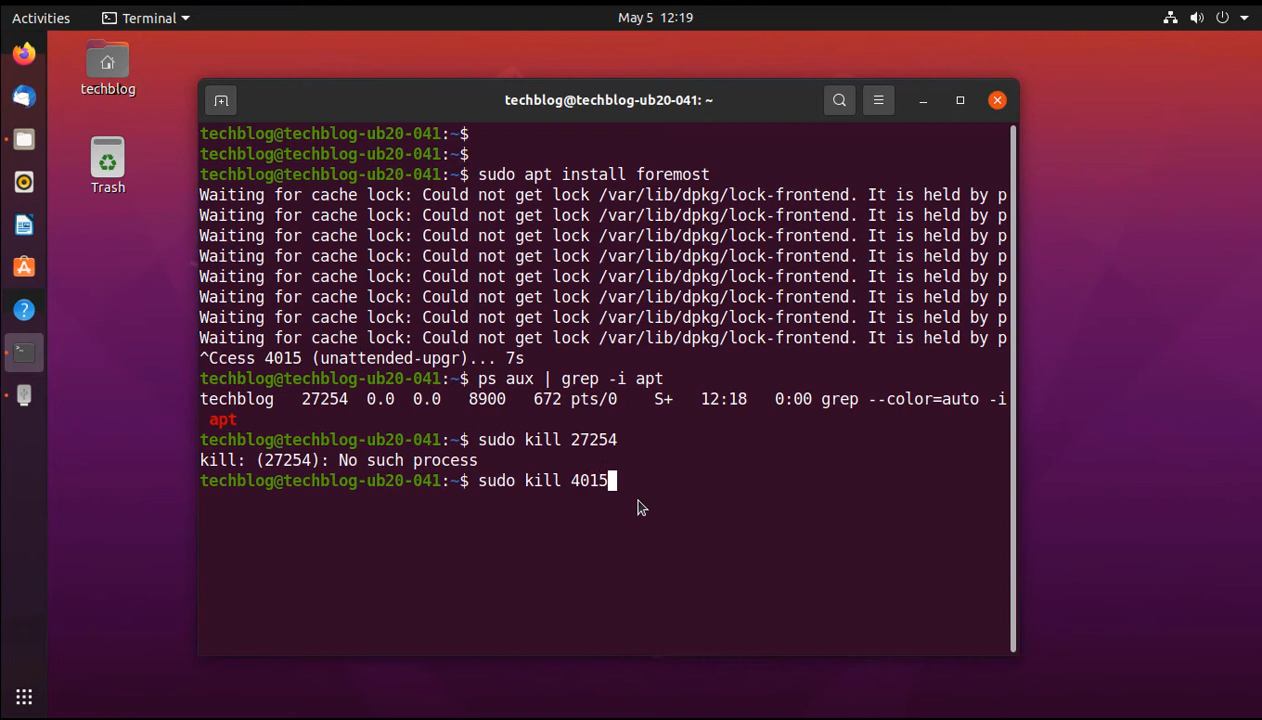 Activities Terminal May 5 12:19
techblog
Trash
techblog@techblog-ub20-041: ~
techblog@techblog-ub20-041:~$
techblog@techblog-ub20-041:~$
techblog@techblog-ub20-041:~$ sudo apt install foremost
Waiting for cache lock: Could not get lock /var/lib/dpkg/lock-frontend. It is held by p
Waiting for cache lock: Could not get lock /var/lib/dpkg/lock-frontend. It is held by p
Waiting for cache lock: Could not get lock /var/lib/dpkg/lock-frontend. It is held by p
Waiting for cache lock: Could not get lock /var/lib/dpkg/lock-frontend. It is held by p
Waiting for cache lock: Could not get lock /var/lib/dpkg/lock-frontend. It is held by p
Waiting for cache lock: Could not get lock /var/lib/dpkg/lock-frontend. It is held by p
Waiting for cache lock: Could not get lock /var/lib/dpkg/lock-frontend. It is held by p
Waiting for cache lock: Could not get lock /var/lib/dpkg/lock-frontend. It is held by p
^Ccess 4015 (unattended-upgr)... 7s
techblog@techblog-ub20-041:~$ ps aux | grep -i apt
techblog   27254  0.0  0.0   8900   672 pts/0    S+   12:18   0:00 grep --color=auto -i
 apt
techblog@techblog-ub20-041:~$ sudo kill 27254
kill: (27254): No such process
techblog@techblog-ub20-041:~$ sudo kill 4015